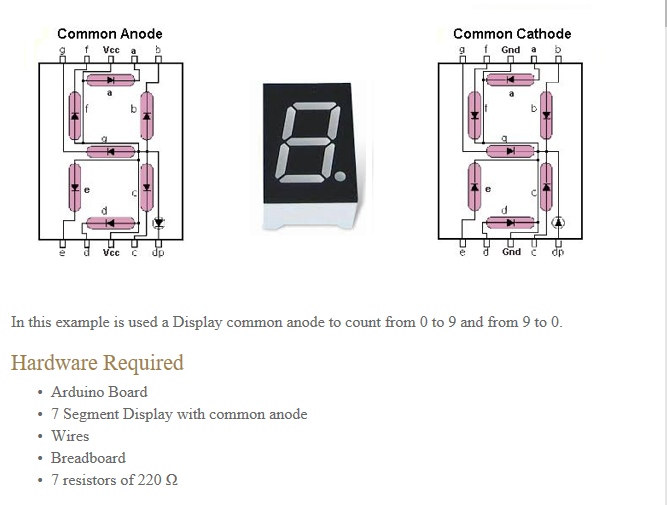 Common Anode
g f Vcc a b
a
f b
g
e c
d
e d Vcc c dp
Common Cathode
g f Gnd a b
a
f b
g
e c
d
e d Gnd c dp
In this example is used a Display common anode to count from 0 to 9 and from 9 to 0.
Hardware Required
• Arduino Board
• 7 Segment Display with common anode
• Wires
• Breadboard
• 7 resistors of 220 Ω